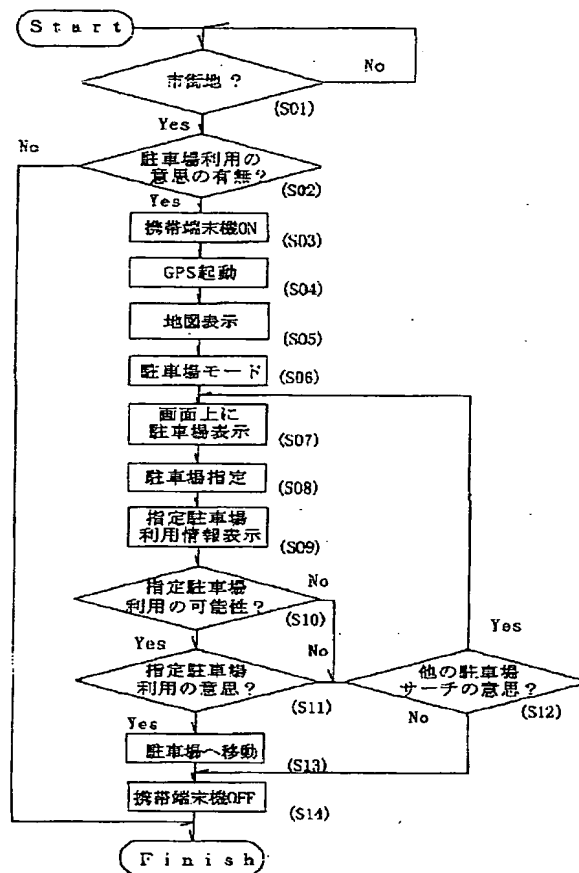 Start
市街地？
No
(S01)
Yes
No
駐車場利用の
意思の有無？
(S02)
Yes
携帯端末機ON
(S03)
GPS起動
(S04)
地図表示
(S05)
駐車場モード
(S06)
画面上に
駐車場表示
(S07)
駐車場指定
(S08)
指定駐車場
利用情報表示
(S09)
指定駐車場
利用の可能性？
No
(S10)
Yes
No
Yes
指定駐車場
利用の意思？
(S11)
他の駐車場
サーチの意思？
(S12)
Yes
No
駐車場へ移動
(S13)
携帯端末機OFF
(S14)
Finish